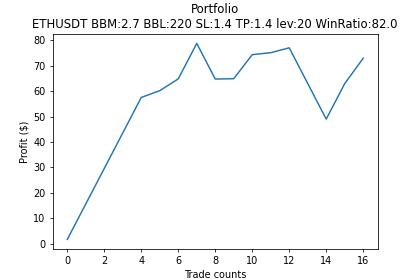 Portfolio
ETHUSDT BBM:2.7 BBL:220 SL:1.4 TP:1.4 lev:20 WinRatio:82.0
80
70
60
50
40
30
20
10
0
Profit ($)
0 2 4 6 8 10 12 14 16
Trade counts